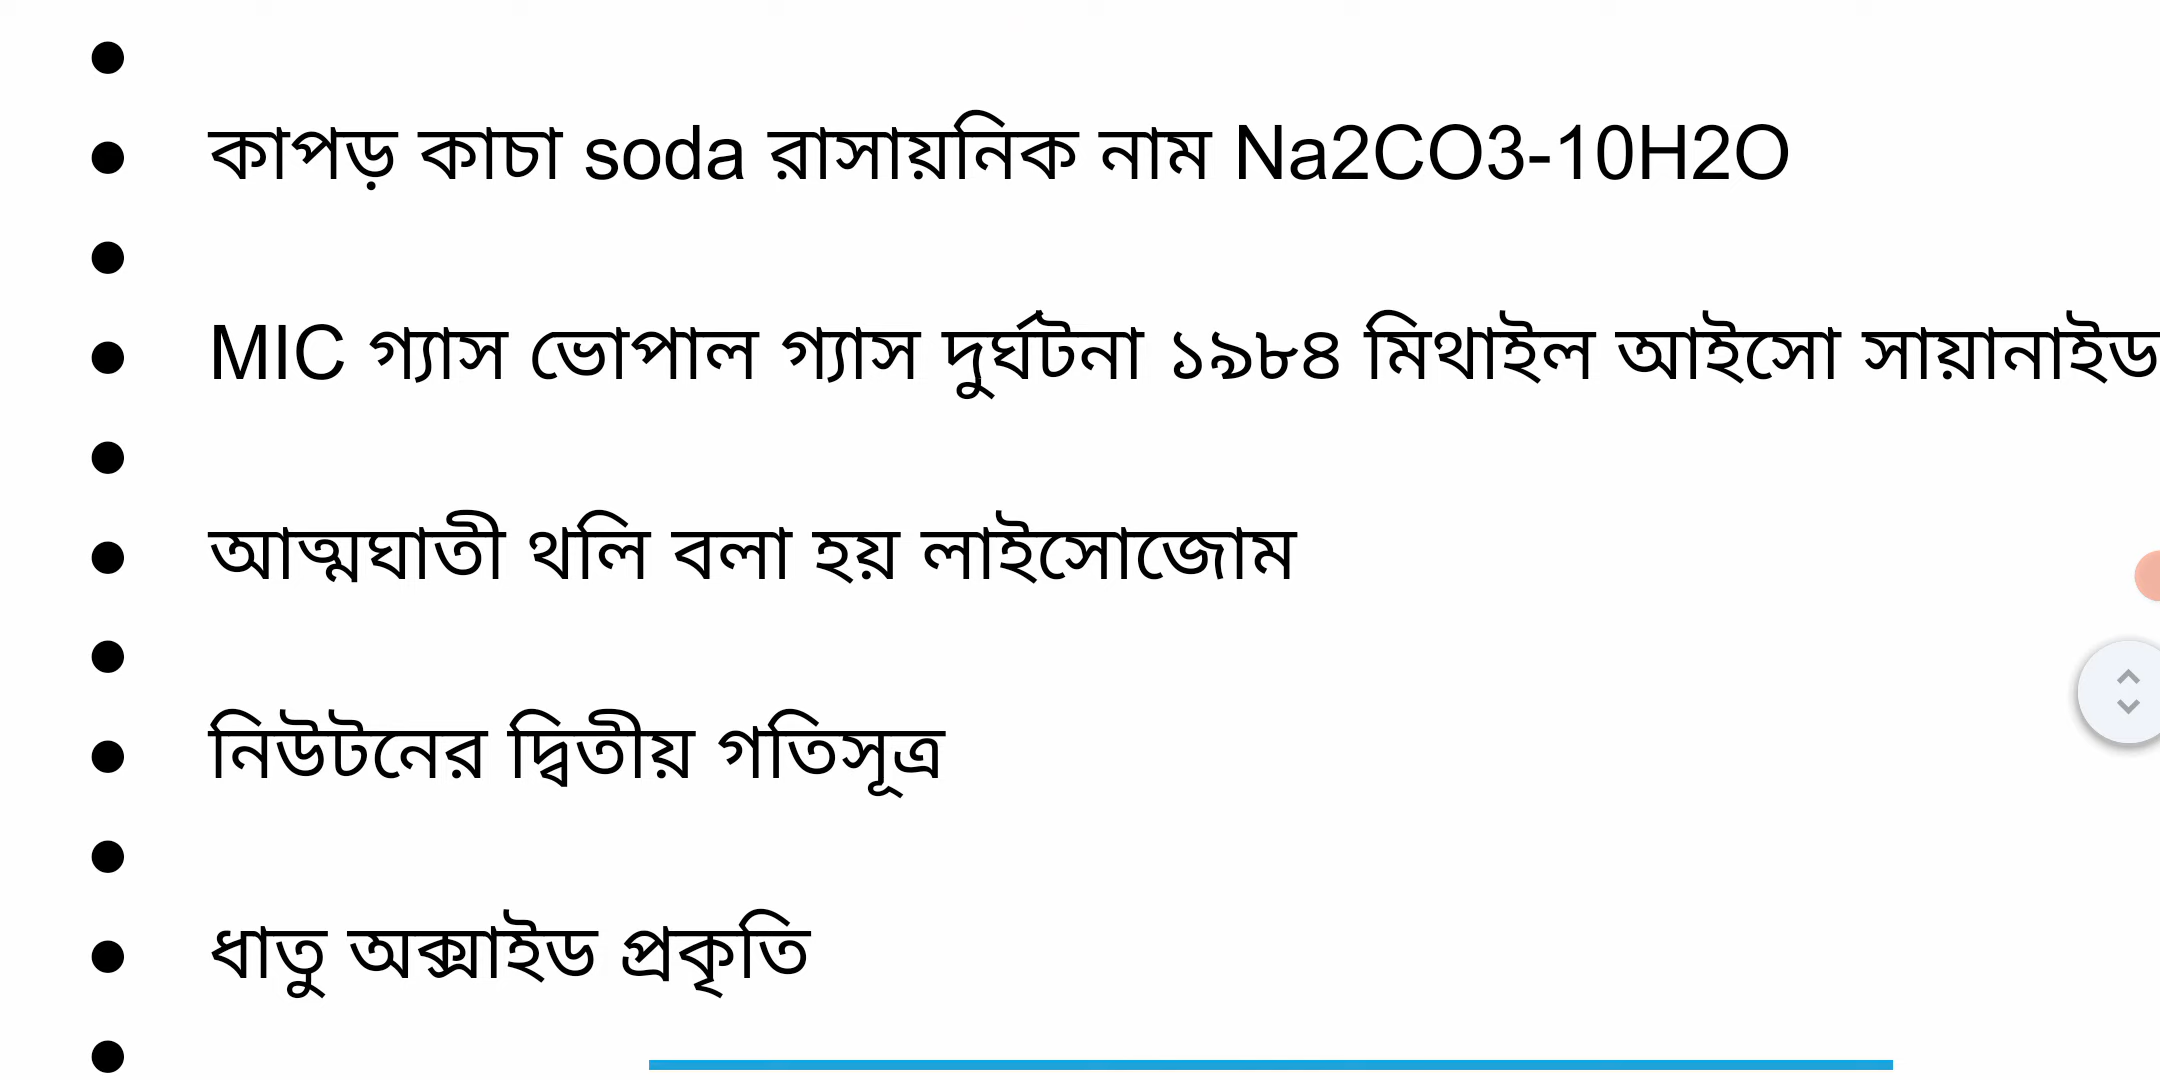 কাপড় কাচা soda রাসায়নিক নাম Na2CO3-10H2O
MIC গ্যাস ভোপাল গ্যাস দুর্ঘটনা ১৯৮৪ মিথাইল আইসো সায়ানাইড
আত্মঘাতী থলি বলা হয় লাইসোজোম
নিউটনের দ্বিতীয় গতিসূত্র
ধাতু অক্সাইড প্রকৃতি